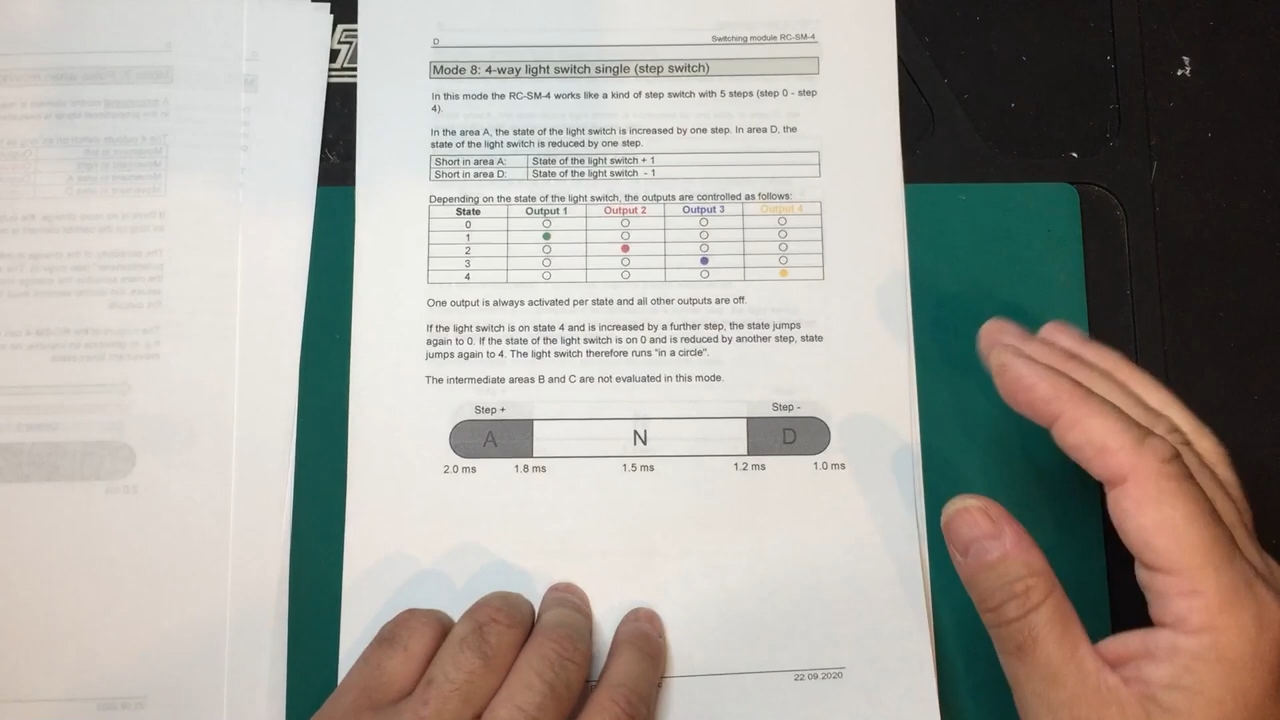 D Switching module RC-SM-4
Mode 8: 4-way light switch single (step switch)
In this mode the RC-SM-4 works like a kind of step switch with 5 steps (step 0 - step
4).
In the area A, the state of the light switch is increased by one step. In area D, the
state of the light switch is reduced by one step.
Short in area A: State of the light switch + 1
Short in area D: State of the light switch - 1
Depending on the state of the light switch, the outputs are controlled as follows:
State Output 1 Output 2 Output 3 Output 4
0
1
2
3
4
One output is always activated per state and all other outputs are off.
If the light switch is on state 4 and is increased by a further step, the state jumps
again to 0. If the state of the light switch is on 0 and is reduced by another step, state
jumps again to 4. The light switch therefore runs "in a circle".
The intermediate areas B and C are not evaluated in this mode.
Step + Step -
A N D
2.0 ms 1.8 ms 1.5 ms 1.2 ms 1.0 ms
22.09.2020